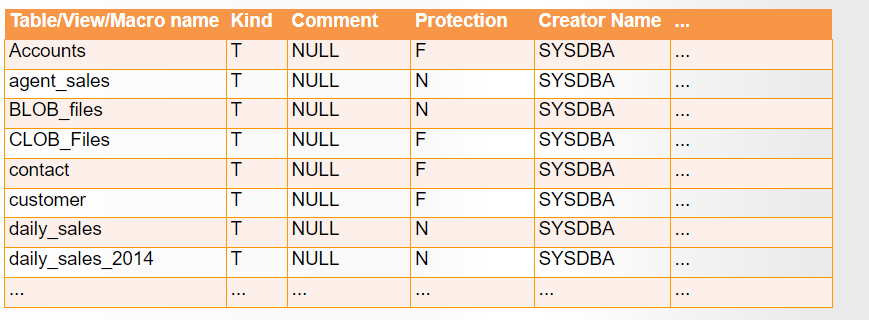 Table/View/Macro name Kind Comment Protection Creator Name ...
Accounts T NULL F SYSDBA ...
agent_sales T NULL N SYSDBA ...
BLOB_files T NULL N SYSDBA ...
CLOB_Files T NULL F SYSDBA ...
contact T NULL F SYSDBA ...
customer T NULL F SYSDBA ...
daily_sales T NULL N SYSDBA ...
daily_sales_2014 T NULL N SYSDBA ...
... ... ... ... ... ...